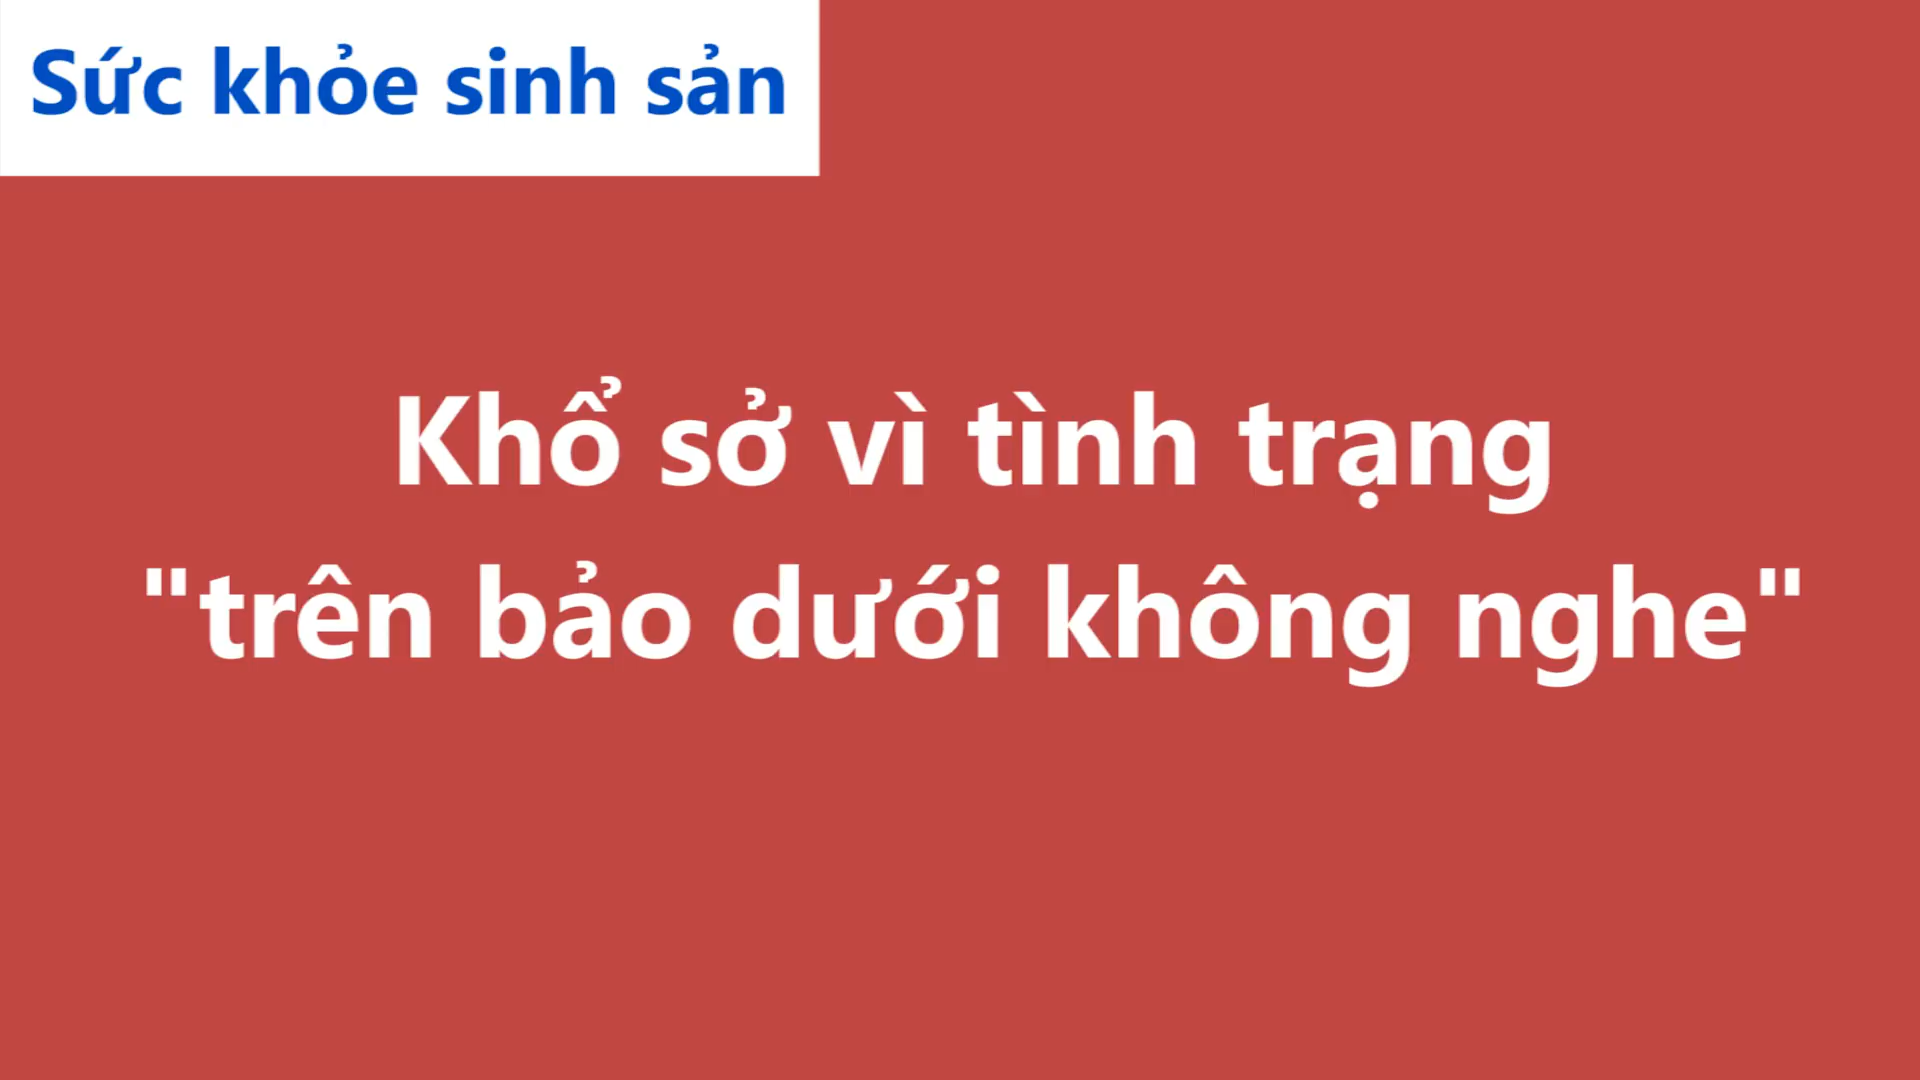 Sức khỏe sinh sản
Khổ sở vì tình trạng
"trên bảo dưới không nghe"